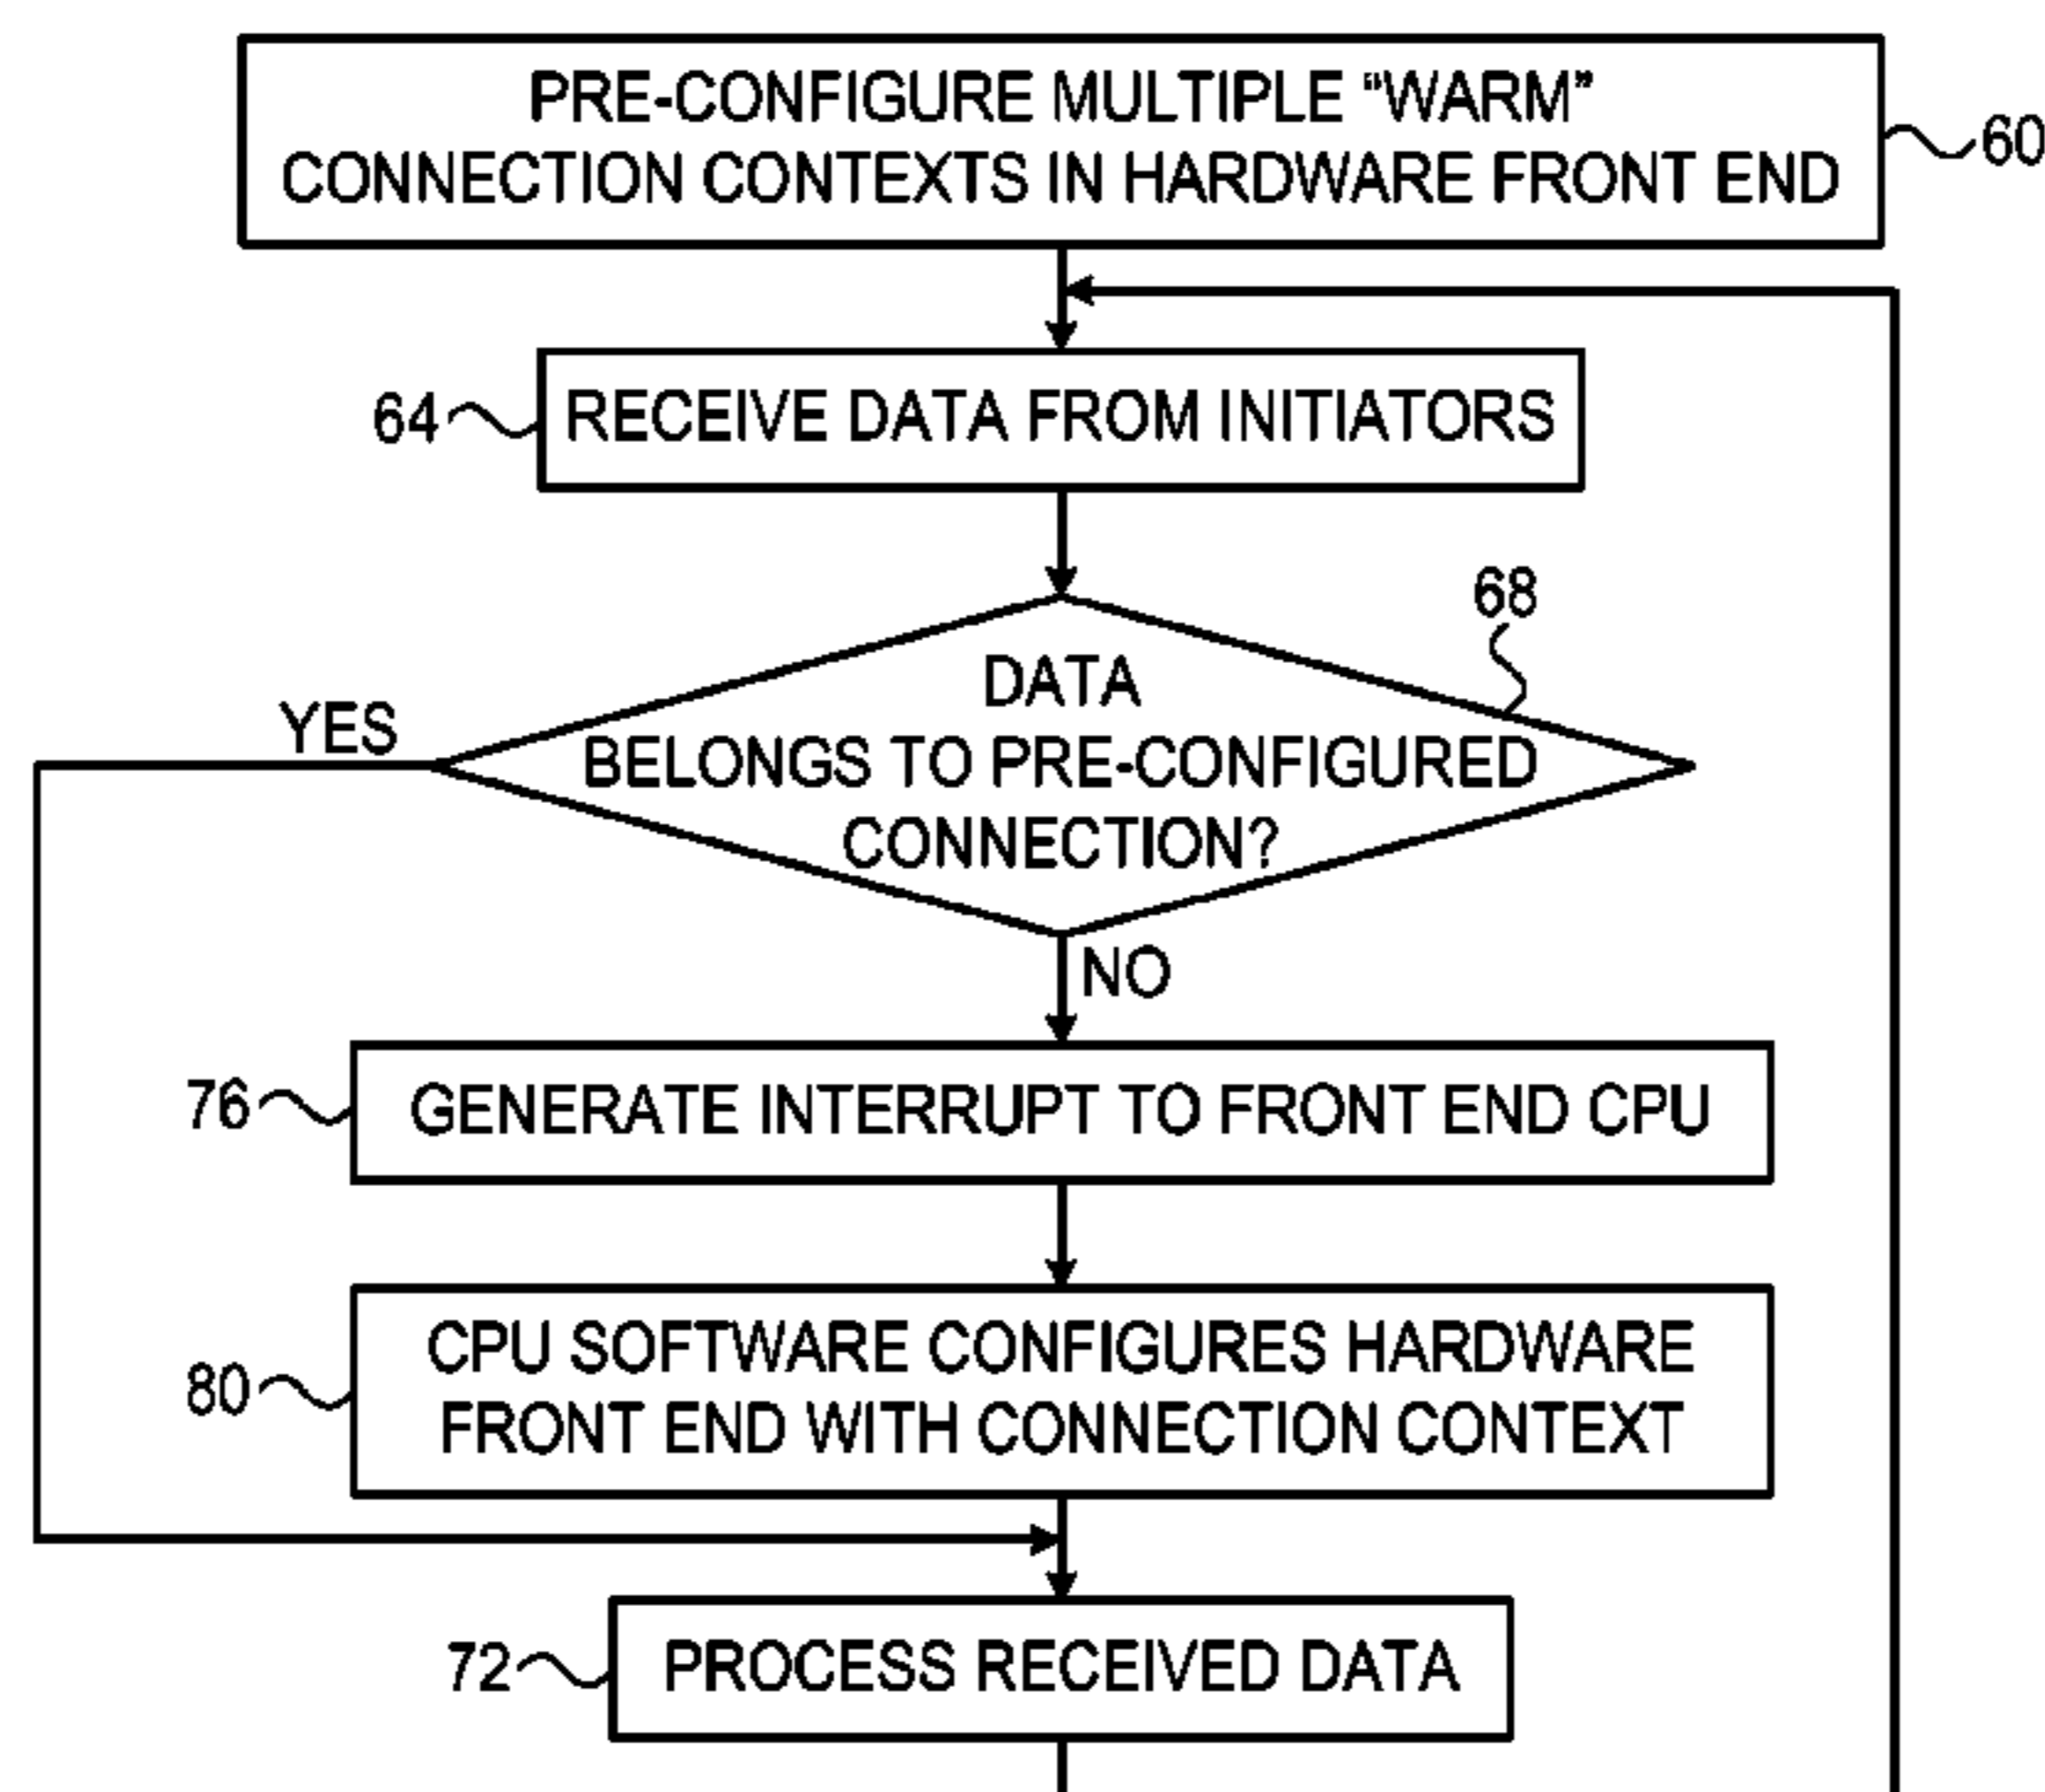 PRE-CONFIGURE MULTIPLE “WARM”
CONNECTION CONTEXTS IN HARDWARE FRONT END
60
64
RECEIVE DATA FROM INITIATORS
68
DATA
BELONGS TO PRE-CONFIGURED
CONNECTION?
YES
NO
76
GENERATE INTERRUPT TO FRONT END CPU
80
CPU SOFTWARE CONFIGURES HARDWARE
FRONT END WITH CONNECTION CONTEXT
72
PROCESS RECEIVED DATA